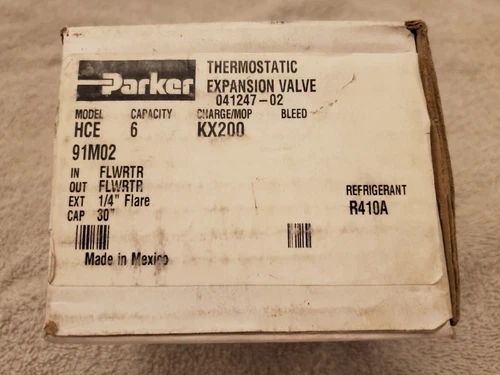 Parker
THERMOSTATIC
EXPANSION VALVE
041247-02
MODEL CAPACITY CHARGE/MOP BLEED
HCE 6 KX200
91M02
IN FLWRTR
OUT FLWRTR
EXT 1/4" Flare
CAP 30"
REFRIGERANT
R410A
Made in Mexico